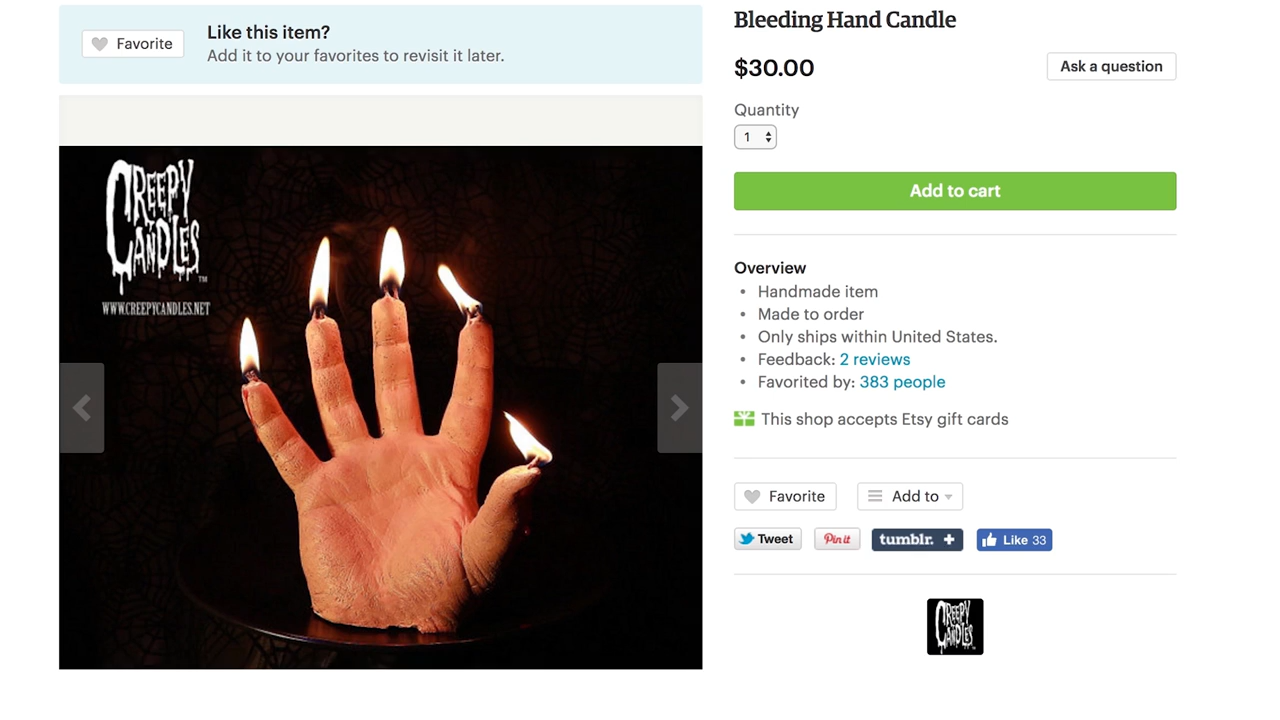 Like this item?
Favorite
Add it to your favorites to revisit it later.
CREEPY
CANDLES
TM
WWW.CREEPYCANDLES.NET
Bleeding Hand Candle
$30.00
Ask a question
Quantity
1
Add to cart
Overview
• Handmade item
• Made to order
• Only ships within United States.
• Feedback: 2 reviews
• Favorited by: 383 people
This shop accepts Etsy gift cards
Favorite Add to
Tweet Pin it tumblr. + Like 33
CREEPY
CANDLES